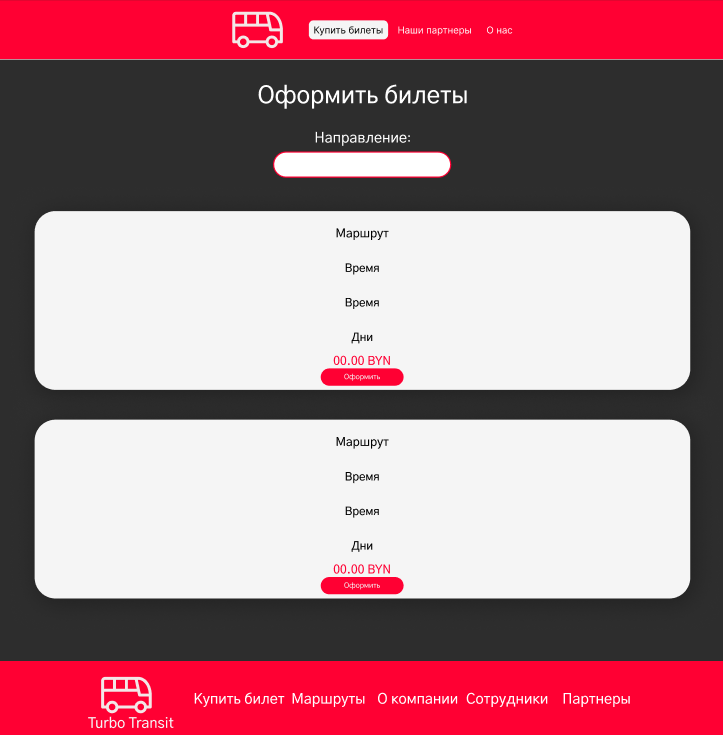 Купить билеты Наши партнеры О нас
Оформить билеты
Направление:
Маршрут
Время
Время
Дни
00.00 BYN
Оформить
Маршрут
Время
Время
Дни
00.00 BYN
Оформить
Купить билет Маршруты О компании Сотрудники Партнеры
Turbo Transit